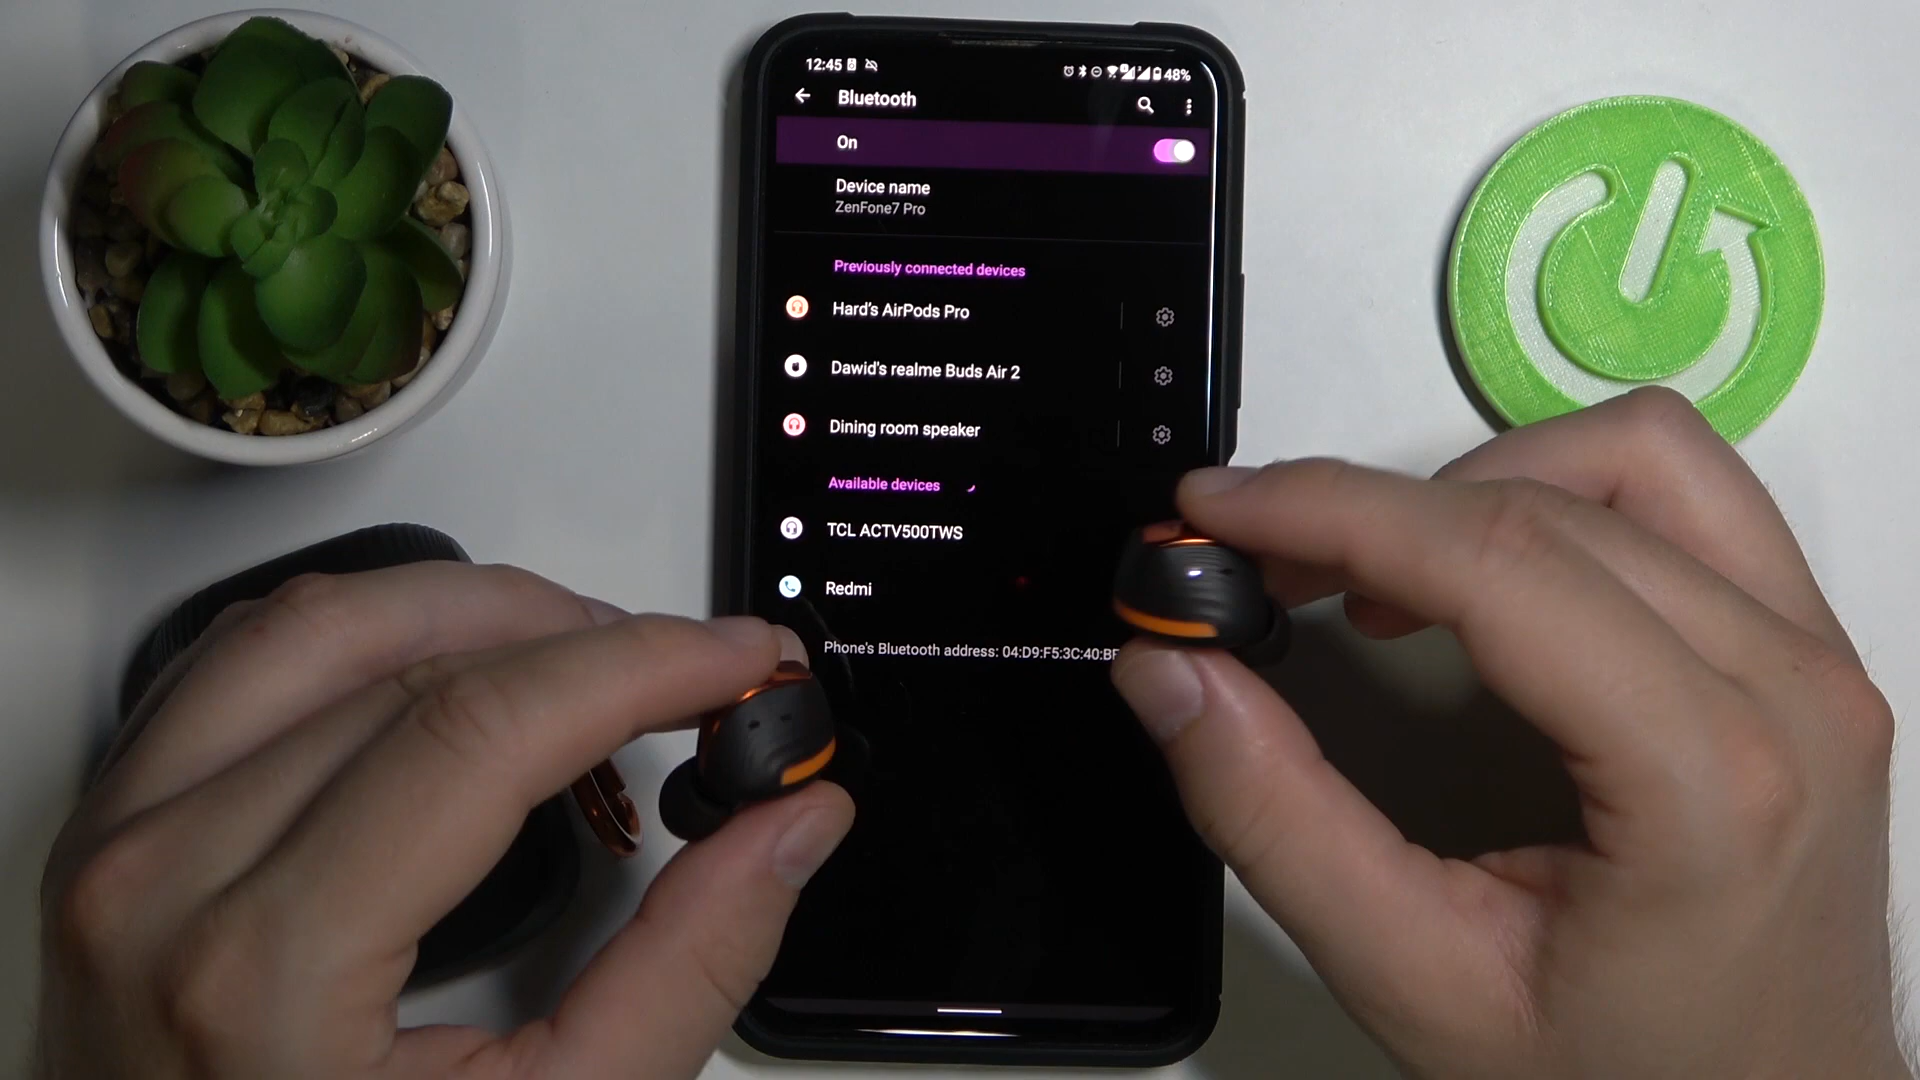 12:45
48%
Bluetooth
On
Device name
ZenFone7 Pro
Previously connected devices
Hard's AirPods Pro
Dawid's realme Buds Air 2
Dining room speaker
Available devices
TCL ACTV500TWS
Redmi
Phone's Bluetooth address: 04:D9:F5:3C:40:BF